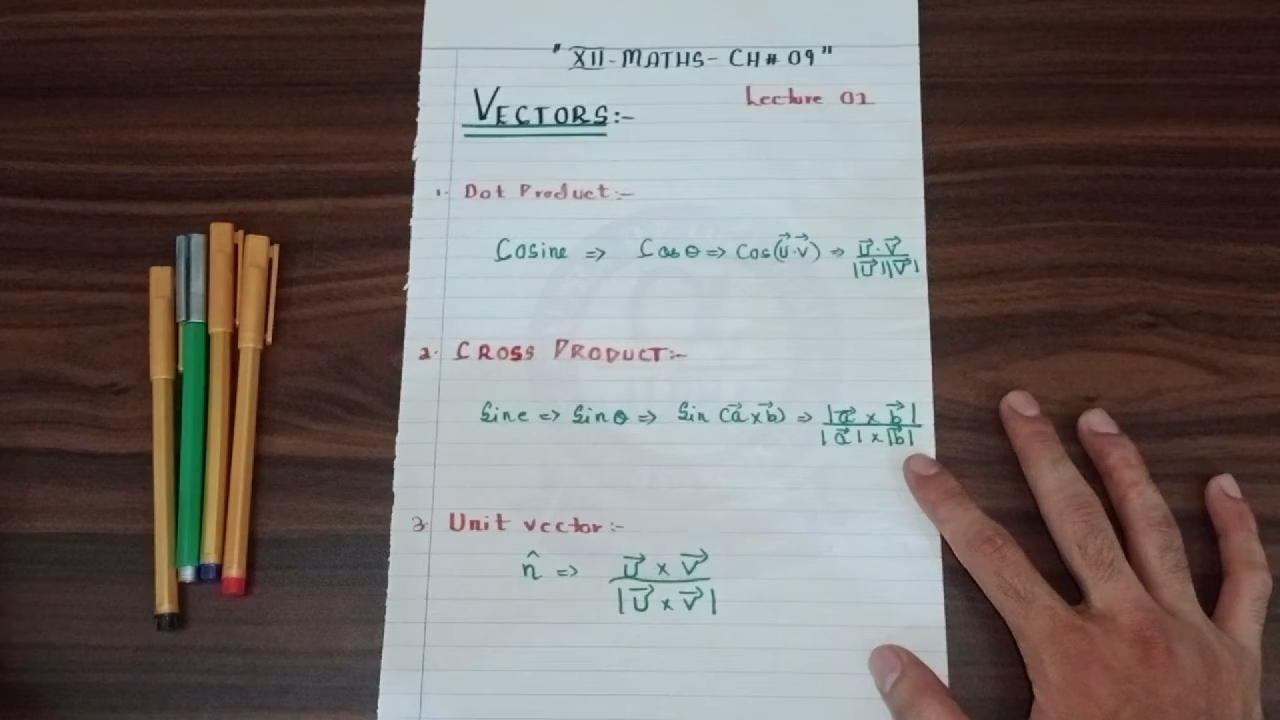 "XII-MATHS-CH#09"
Lecture 02
VECTORS:-
1. Dot Product:-
Cosine => Cosθ => Cos(u⃗·v⃗) => u⃗·v⃗ / |u⃗||v⃗|
2. CROSS PRODUCT:-
Sine => Sinθ => Sin (a⃗×b⃗) => |a⃗ × b⃗| / |a⃗|×|b⃗|
3. Unit vector:-
n̂ => u⃗ × v⃗ / |u⃗ × v⃗|